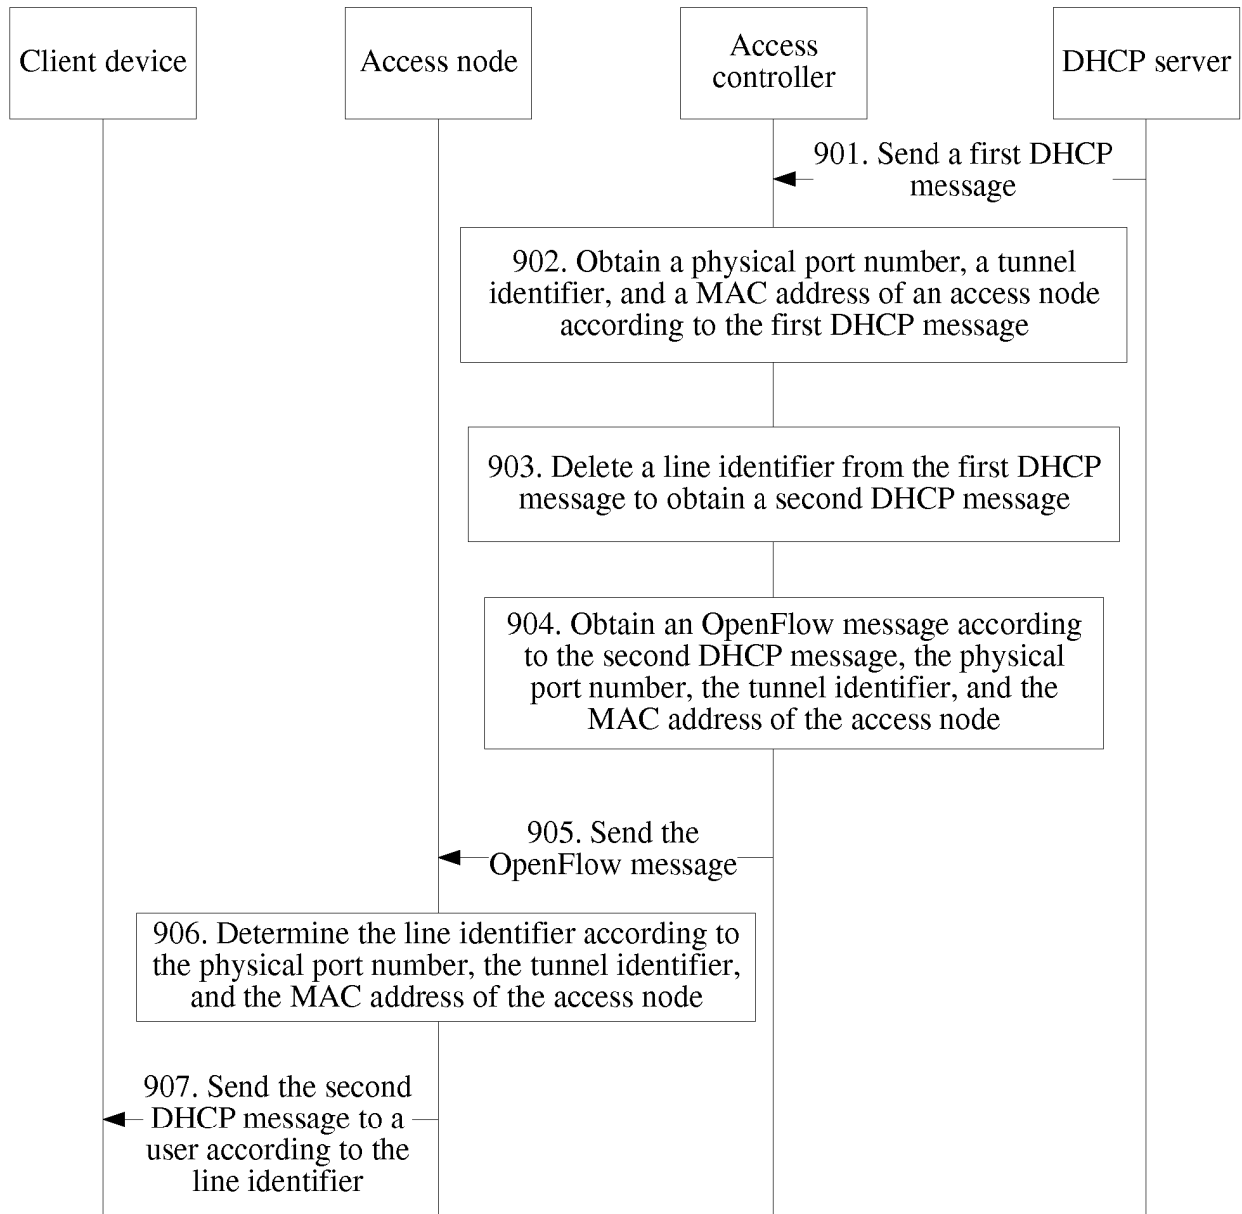 Client device
Access node
Access
controller
DHCP server
901. Send a first DHCP
message
902. Obtain a physical port number, a tunnel
identifier, and a MAC address of an access node
according to the first DHCP message
903. Delete a line identifier from the first DHCP
message to obtain a second DHCP message
904. Obtain an OpenFlow message according
to the second DHCP message, the physical
port number, the tunnel identifier, and the
MAC address of the access node
905. Send the
OpenFlow message
906. Determine the line identifier according to
the physical port number, the tunnel identifier,
and the MAC address of the access node
907. Send the second
DHCP message to a
user according to the
line identifier